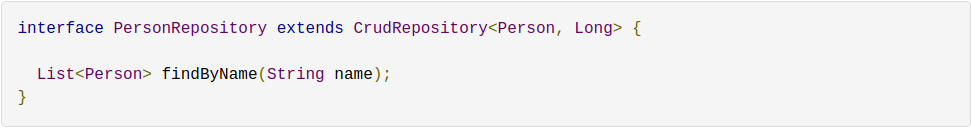 interface PersonRepository extends CrudRepository<Person, Long> {
List<Person> findByName(String name);
}